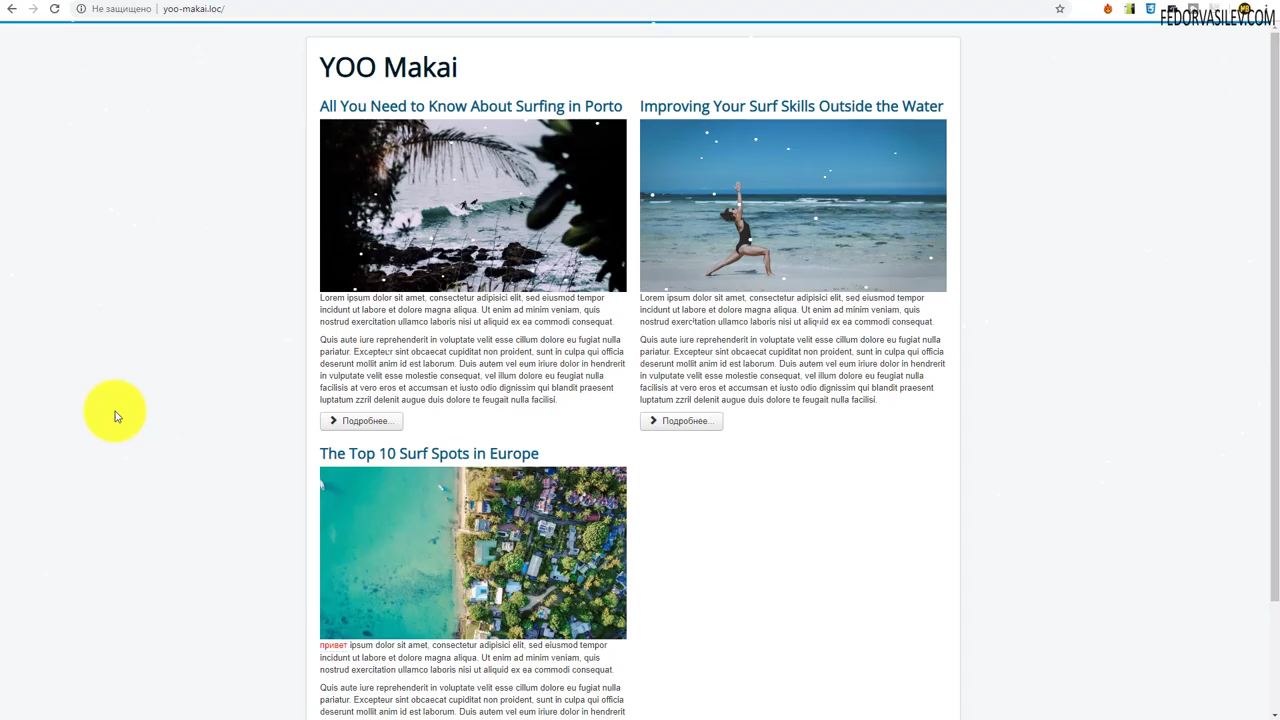 Не защищено
yoo-makai.loc/
FEDORVASILEV.COM
YOO Makai
All You Need to Know About Surfing in Porto
Lorem ipsum dolor sit amet, consectetur adipisici elit, sed eiusmod tempor
incidunt ut labore et dolore magna aliqua. Ut enim ad minim veniam, quis
nostrud exercitation ullamco laboris nisi ut aliquid ex ea commodi consequat.
Quis aute iure reprehenderit in voluptate velit esse cillum dolore eu fugiat nulla
pariatur. Excepteur sint obcaecat cupiditat non proident, sunt in culpa qui officia
deserunt mollit anim id est laborum. Duis autem vel eum iriure dolor in hendrerit
in vulputate velit esse molestie consequat, vel illum dolore eu feugiat nulla
facilisis at vero eros et accumsan et iusto odio dignissim qui blandit praesent
luptatum zzril delenit augue duis dolore te feugait nulla facilisi.
Подробнее...
Improving Your Surf Skills Outside the Water
Lorem ipsum dolor sit amet, consectetur adipisici elit, sed eiusmod tempor
incidunt ut labore et dolore magna aliqua. Ut enim ad minim veniam, quis
nostrud exercitation ullamco laboris nisi ut aliquid ex ea commodi consequat.
Quis aute iure reprehenderit in voluptate velit esse cillum dolore eu fugiat nulla
pariatur. Excepteur sint obcaecat cupiditat non proident, sunt in culpa qui officia
deserunt mollit anim id est laborum. Duis autem vel eum iriure dolor in hendrerit
in vulputate velit esse molestie consequat, vel illum dolore eu feugiat nulla
facilisis at vero eros et accumsan et iusto odio dignissim qui blandit praesent
luptatum zzril delenit augue duis dolore te feugait nulla facilisi.
Подробнее...
The Top 10 Surf Spots in Europe
привет ipsum dolor sit amet, consectetur adipisici elit, sed eiusmod tempor
incidunt ut labore et dolore magna aliqua. Ut enim ad minim veniam, quis
nostrud exercitation ullamco laboris nisi ut aliquid ex ea commodi consequat.
Quis aute iure reprehenderit in voluptate velit esse cillum dolore eu fugiat nulla
pariatur. Excepteur sint obcaecat cupiditat non proident, sunt in culpa qui officia
deserunt mollit anim id est laborum. Duis autem vel eum iriure dolor in hendrerit